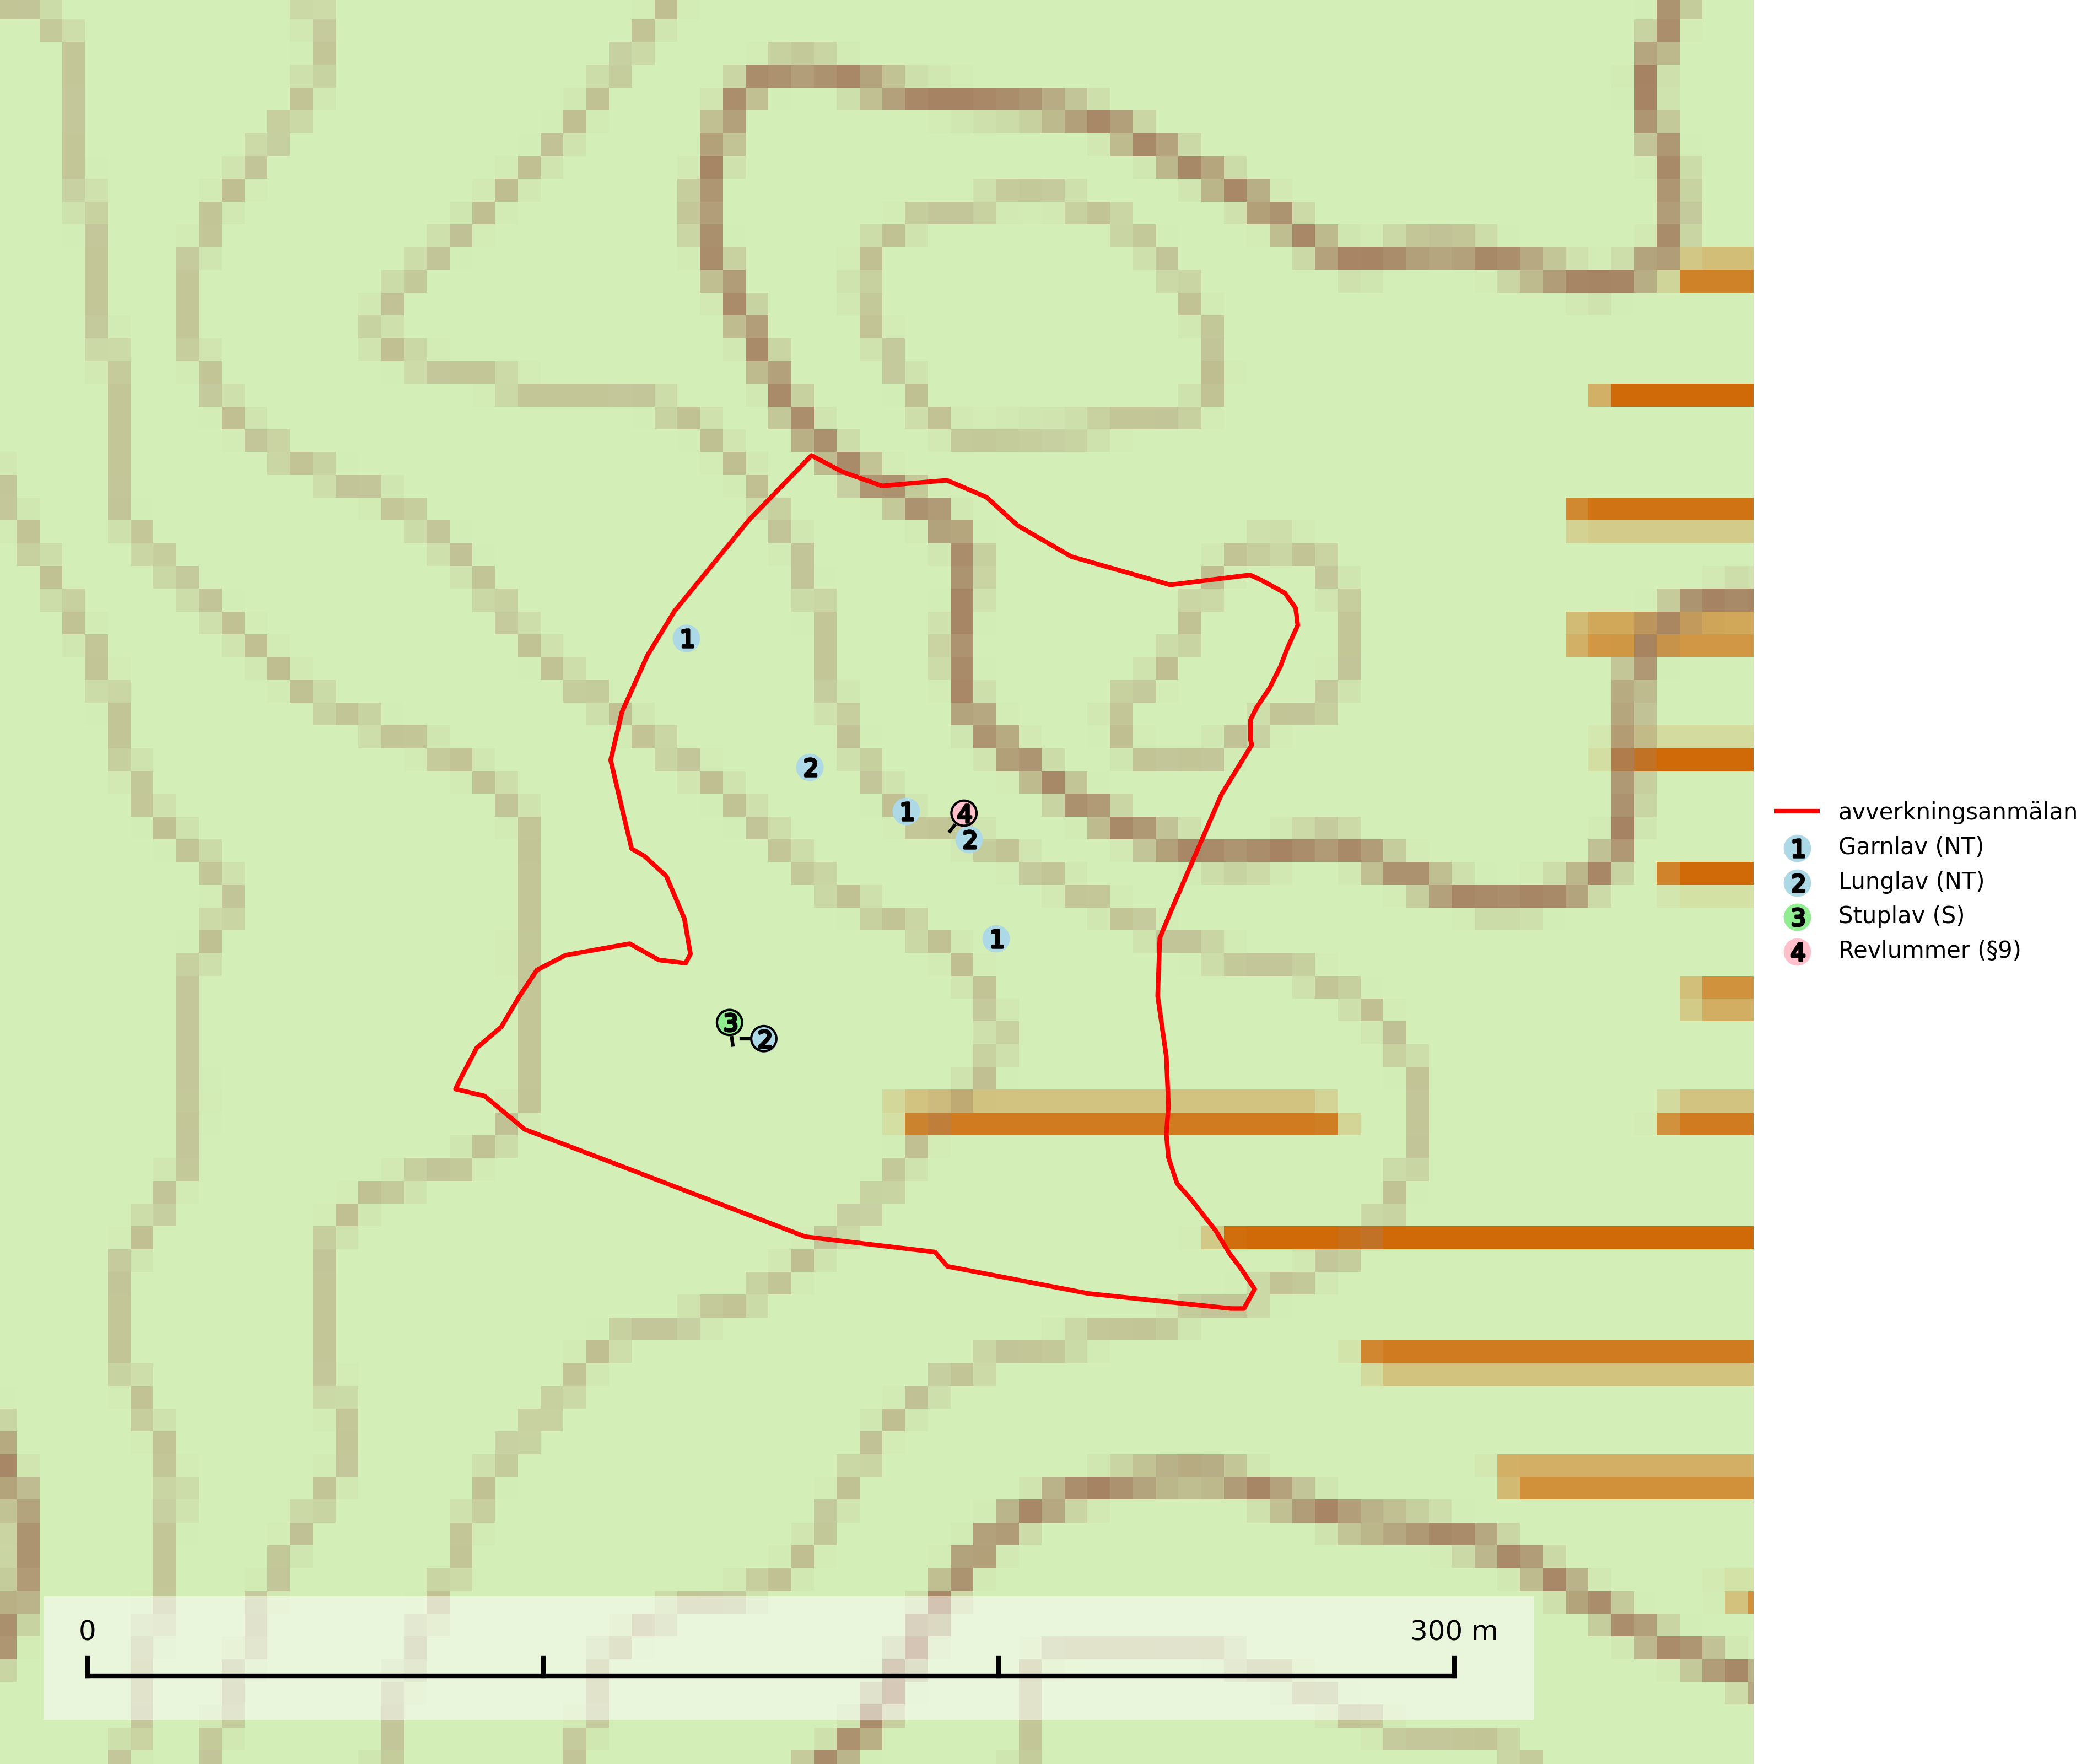 1
2
1
4
2
1
3
2
avverkningsanmälan
1 Garnlav (NT)
2 Lunglav (NT)
3 Stuplav (S)
4 Revlummer (§9)
0 300 m